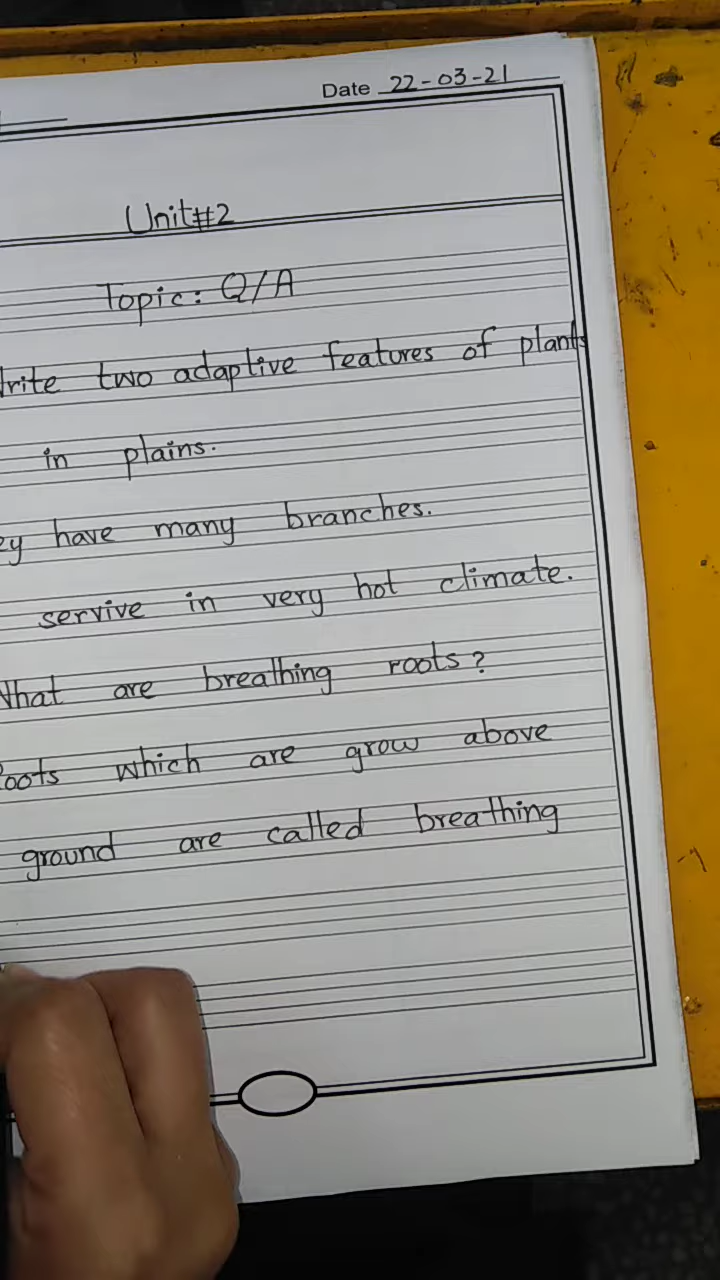 Date 22-03-21
Unit#2
Topic: Q/A
rite two adaptive features of plants
in plains.
ey have many branches.
servive in very hot climate.
What are breathing roots?
oots which are grow above
ground are called breathing